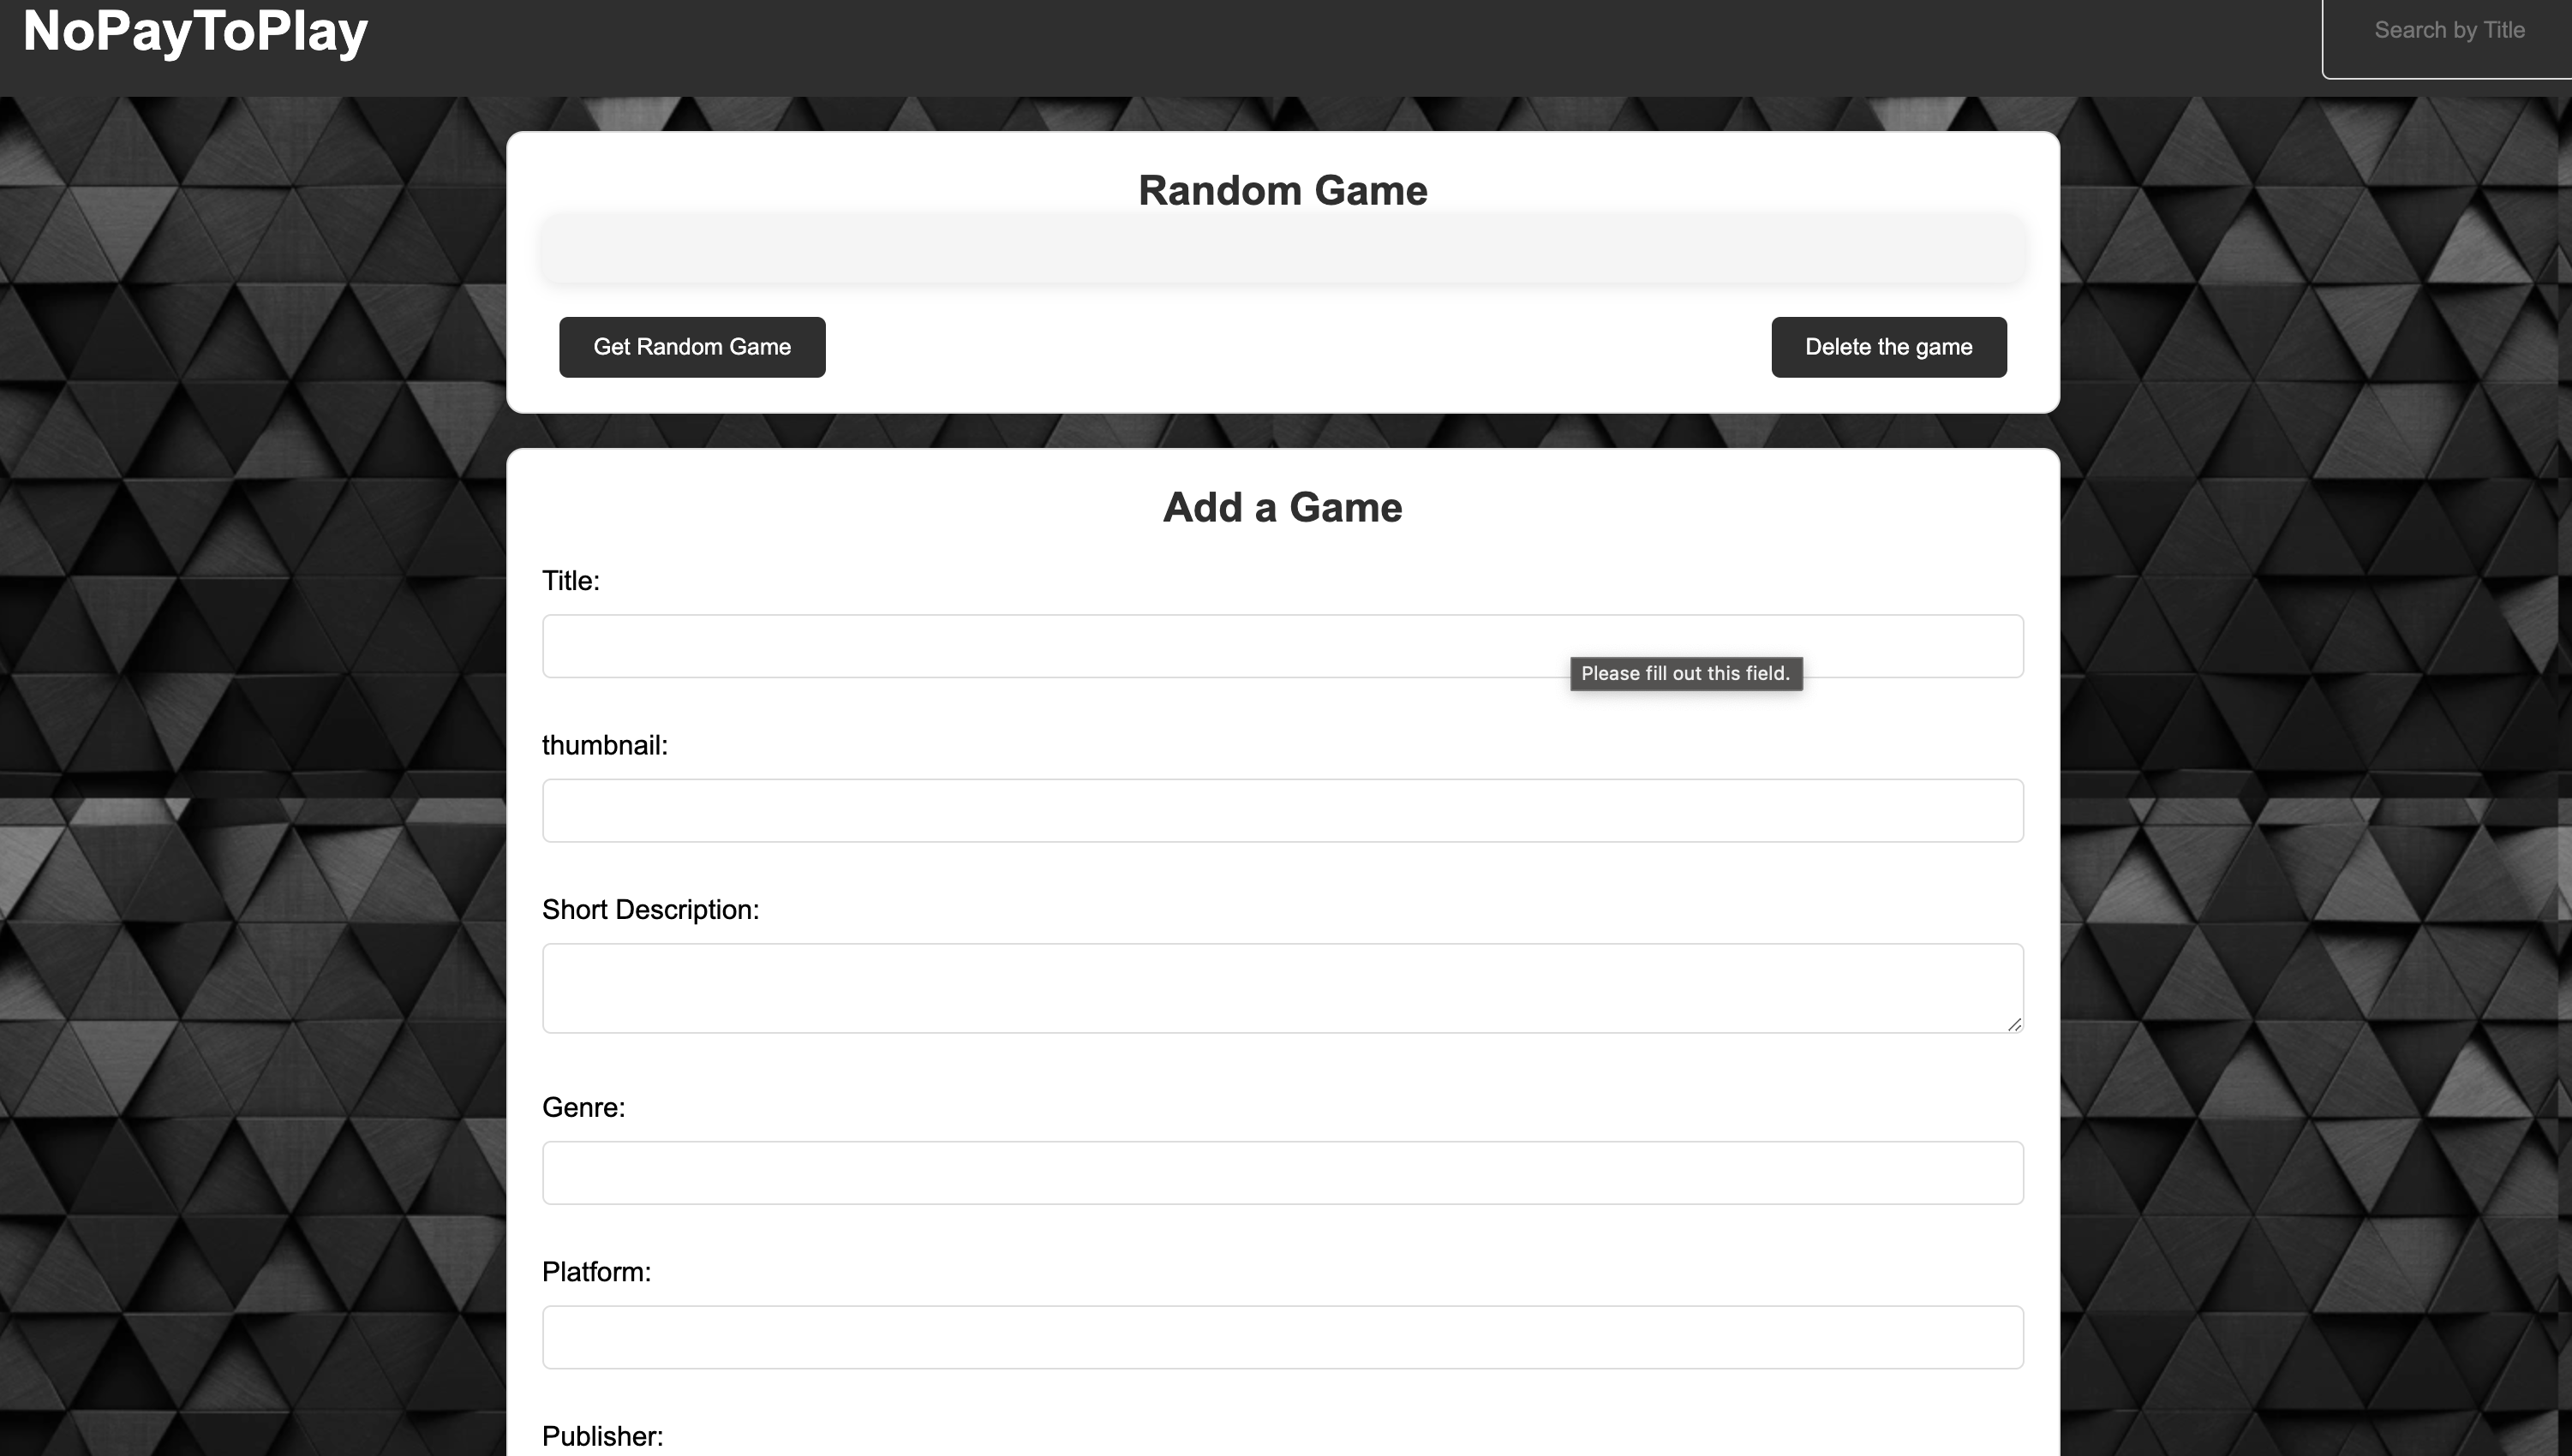 NoPayToPlay
Search by Title
Random Game
Get Random Game
Delete the game
Add a Game
Title:
Please fill out this field.
thumbnail:
Short Description:
Genre:
Platform:
Publisher: